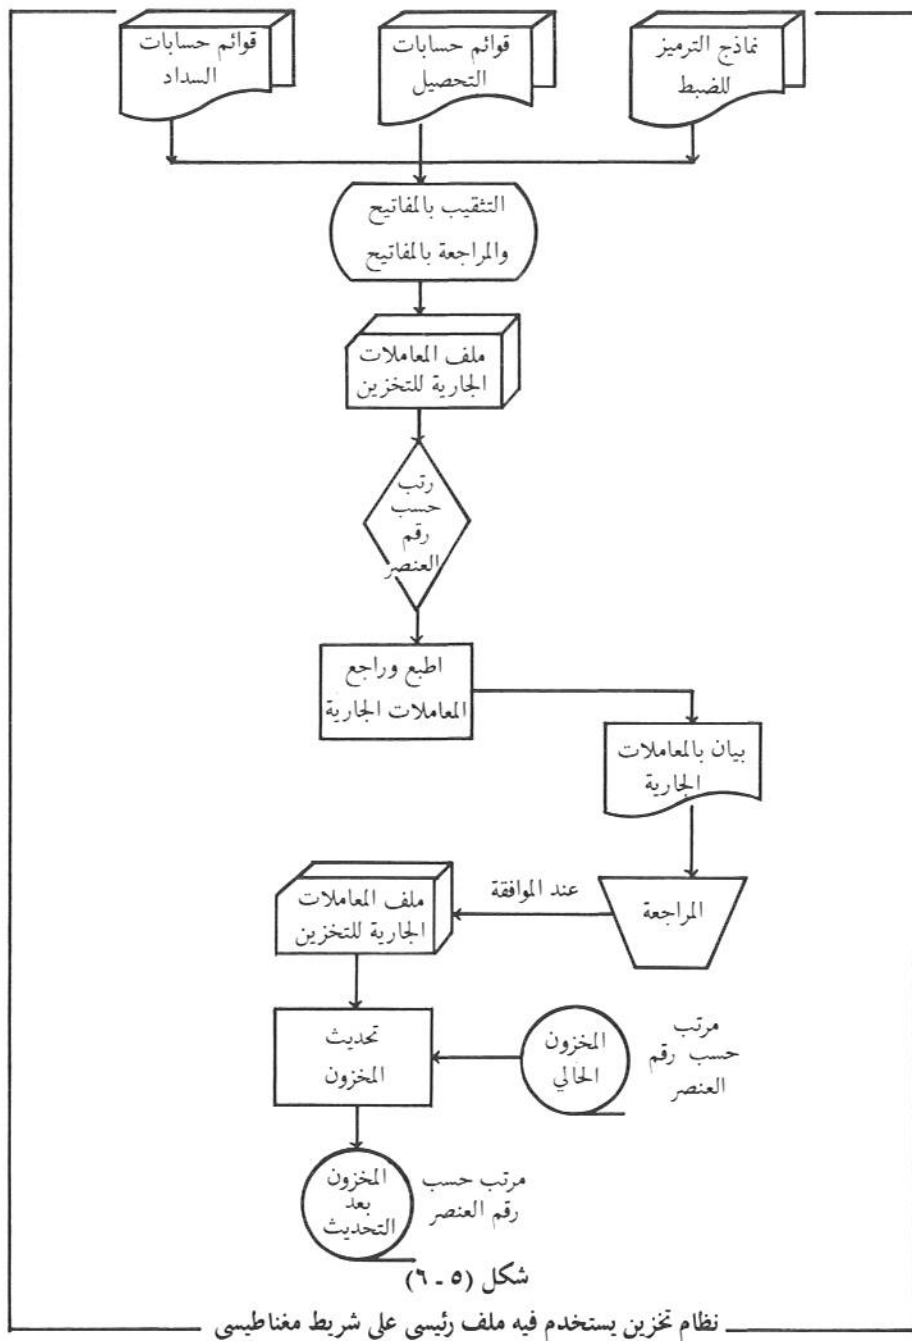 نماذج الترميز
للضبط
قوائم حسابات
التحصيل
قوائم حسابات
السداد
التثقيب بالمفاتيح
والمراجعة بالمفاتيح
ملف المعاملات
الجارية للتخزين
رتب
حسب
رقم
العنصر
اطبع وراجع
المعاملات الجارية
بيان بالمعاملات
الجارية
المراجعة
عند الموافقة
ملف المعاملات
الجارية للتخزين
تحديث
المخزون
المخزون
الحالي
مرتب
حسب رقم
العنصر
المخزون
بعد
التحديث
مرتب حسب
رقم العنصر
شكل (٥ ـ ٦)
نظام تخزين يستخدم فيه ملف رئيسى على شريط مغناطيسى